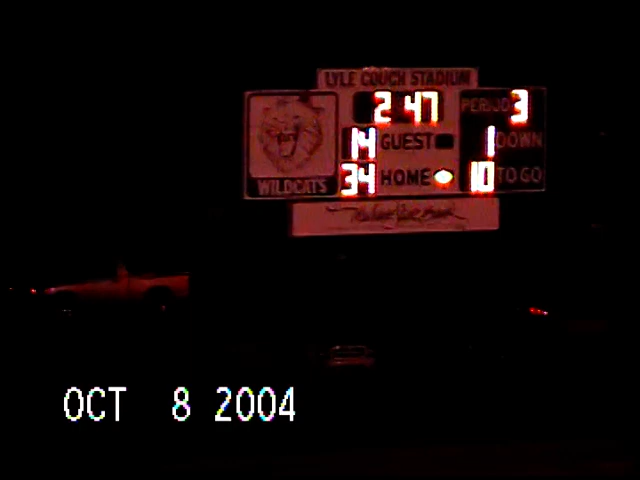 LYLE COUCH STADIUM
2 47 PERIOD 3
14 GUEST 1 DOWN
34 HOME 10 TO GO
WILDCATS
OCT 8 2004